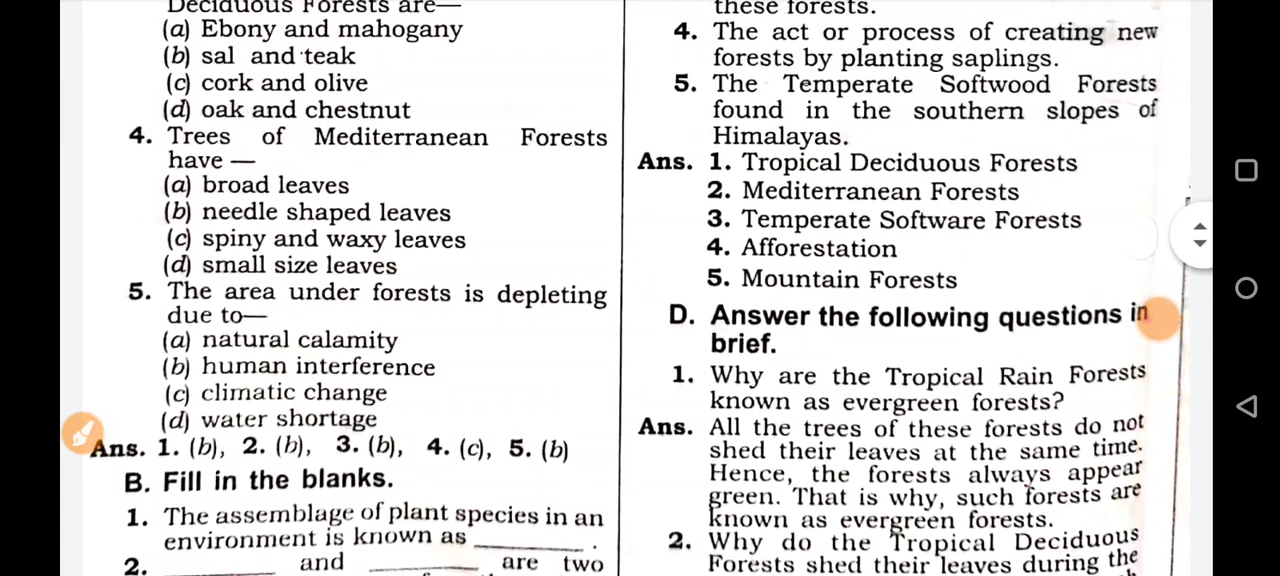 Deciduous Forests are—
(a) Ebony and mahogany
(b) sal and teak
(c) cork and olive
(d) oak and chestnut
4. Trees of Mediterranean Forests
have —
(a) broad leaves
(b) needle shaped leaves
(c) spiny and waxy leaves
(d) small size leaves
5. The area under forests is depleting
due to—
(a) natural calamity
(b) human interference
(c) climatic change
(d) water shortage
Ans. 1. (b), 2. (b), 3. (b), 4. (c), 5. (b)
B. Fill in the blanks.
1. The assemblage of plant species in an
environment is known as ________ .
2. ________ and ________ are two
these forests.
4. The act or process of creating new
forests by planting saplings.
5. The Temperate Softwood Forests
found in the southern slopes of
Himalayas.
Ans. 1. Tropical Deciduous Forests
2. Mediterranean Forests
3. Temperate Software Forests
4. Afforestation
5. Mountain Forests
D. Answer the following questions in
brief.
1. Why are the Tropical Rain Forests
known as evergreen forests?
Ans. All the trees of these forests do not
shed their leaves at the same time.
Hence, the forests always appear
green. That is why, such forests are
known as evergreen forests.
2. Why do the Tropical Deciduous
Forests shed their leaves during the